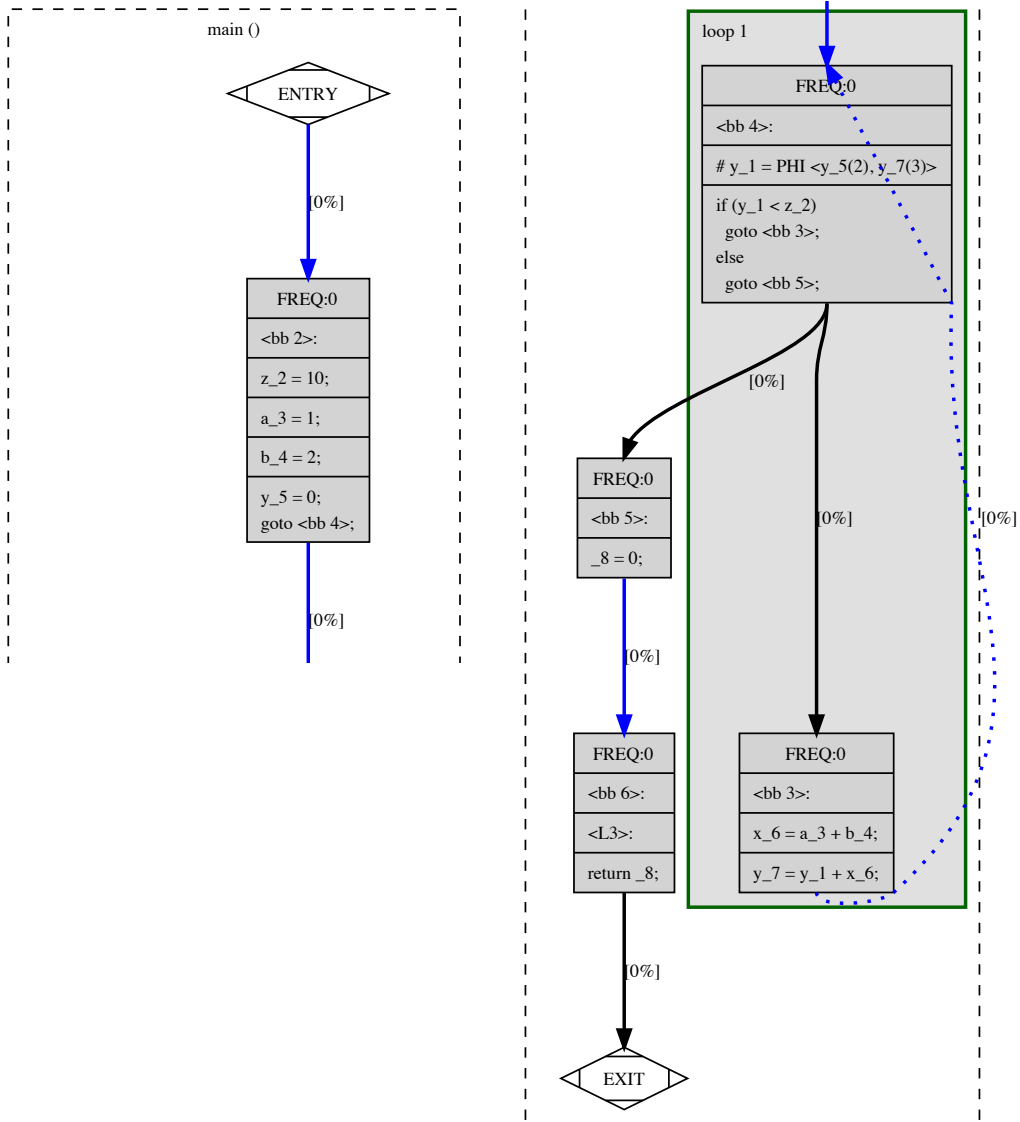 main ()
ENTRY
[0%]
FREQ:0
<bb 2>:
z_2 = 10;
a_3 = 1;
b_4 = 2;
y_5 = 0;
goto <bb 4>;
[0%]
loop 1
FREQ:0
<bb 4>:
# y_1 = PHI <y_5(2), y_7(3)>
if (y_1 < z_2)
  goto <bb 3>;
else
  goto <bb 5>;
[0%]
[0%]
[0%]
FREQ:0
<bb 5>:
_8 = 0;
[0%]
FREQ:0
<bb 6>:
<L3>:
return _8;
FREQ:0
<bb 3>:
x_6 = a_3 + b_4;
y_7 = y_1 + x_6;
[0%]
EXIT